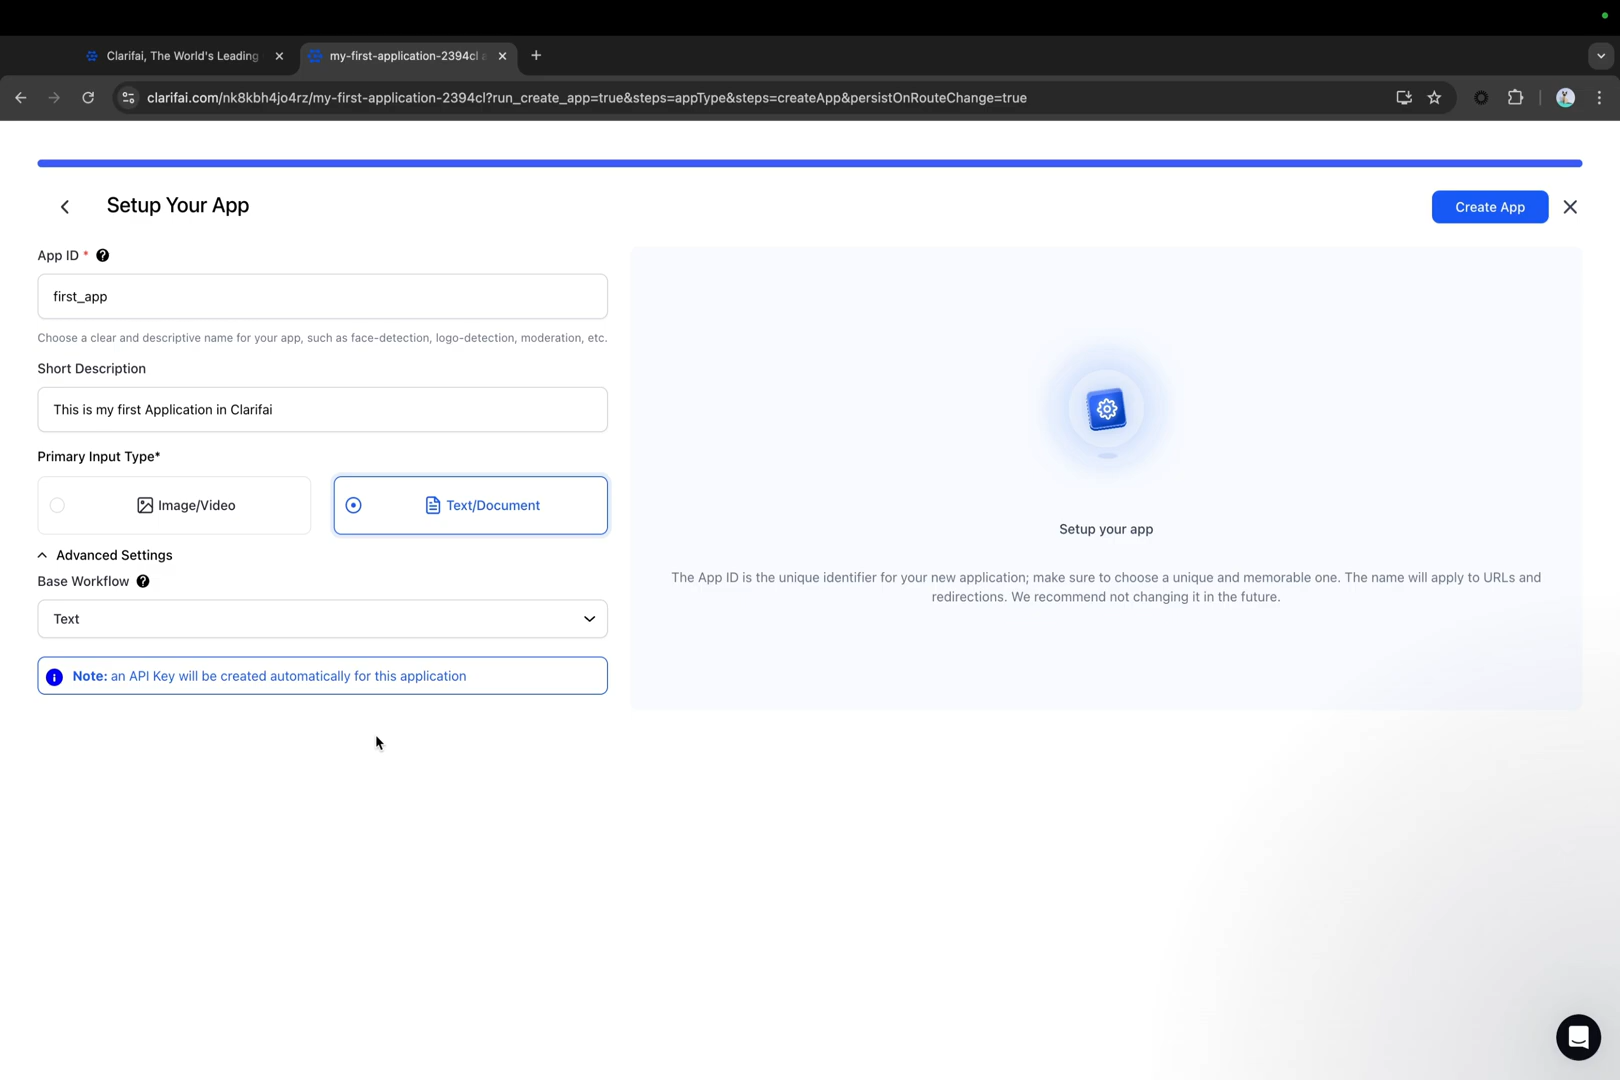 Clarifai, The World's Leading
my-first-application-2394cl a
clarifai.com/nk8kbh4jo4rz/my-first-application-2394cl?run_create_app=true&steps=appType&steps=createApp&persistOnRouteChange=true
Setup Your App
Create App
App ID *
first_app
Choose a clear and descriptive name for your app, such as face-detection, logo-detection, moderation, etc.
Short Description
This is my first Application in Clarifai
Primary Input Type*
Image/Video
Text/Document
Advanced Settings
Base Workflow
Text
Note: an API Key will be created automatically for this application
Setup your app
The App ID is the unique identifier for your new application; make sure to choose a unique and memorable one. The name will apply to URLs and
redirections. We recommend not changing it in the future.